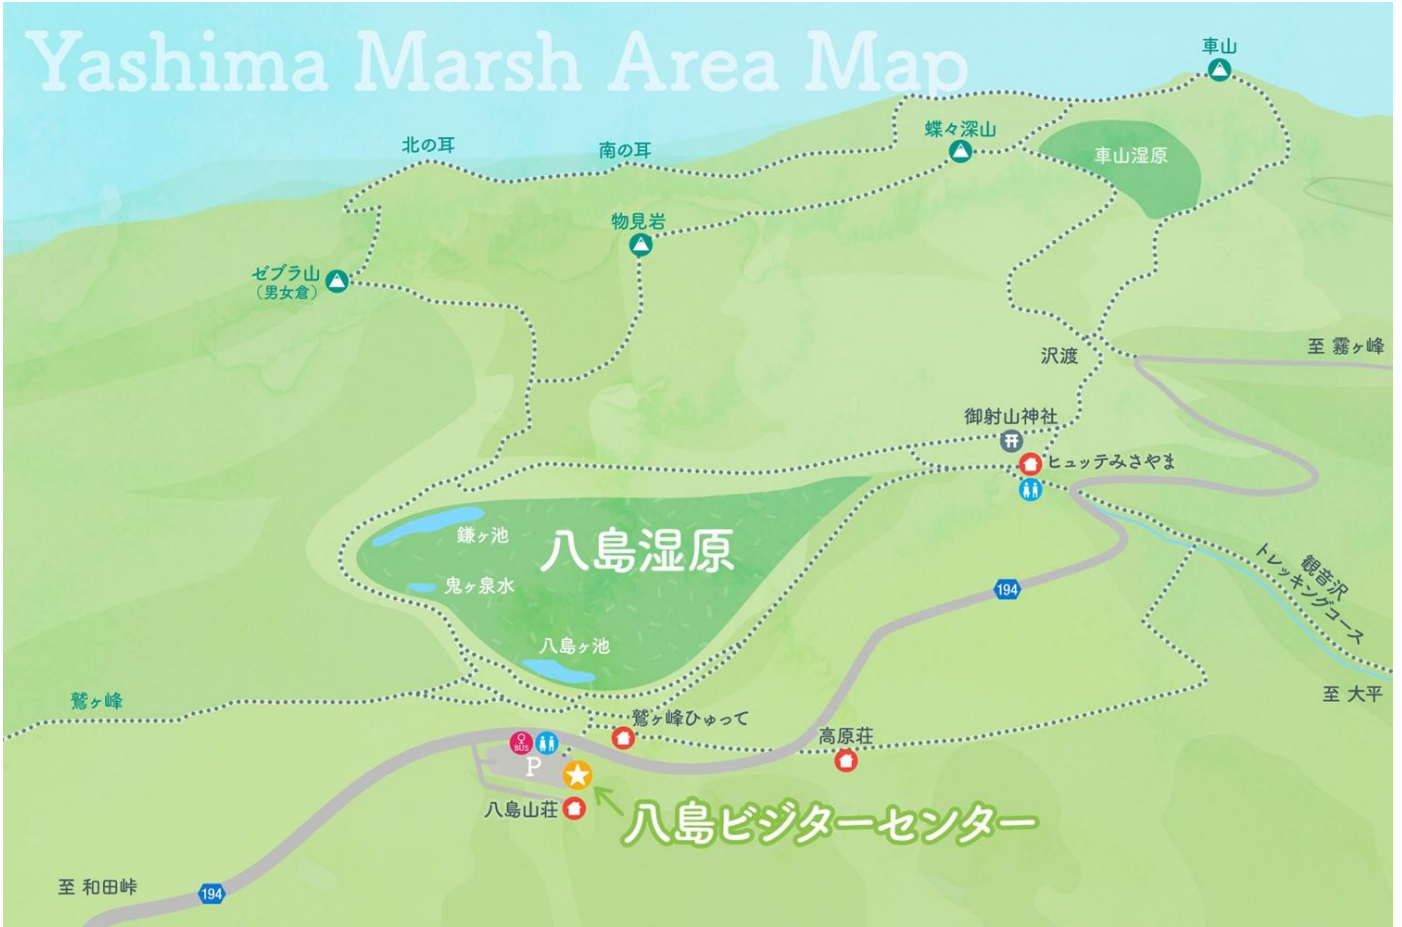 Yashima Marsh Area Map
車山
蝶々深山
北の耳
南の耳
車山湿原
物見岩
ゼブラ山
（男女倉）
至 霧ヶ峰
沢渡
御射山神社
ヒュッテみさやま
鎌ヶ池
八島湿原
鬼ヶ泉水
194
観音沢
トレッキングコース
八島ヶ池
至 大平
鷲ヶ峰
鷲ヶ峰ひゅって
高原荘
BUS
P
八島山荘
八島ビジターセンター
至 和田峠
194